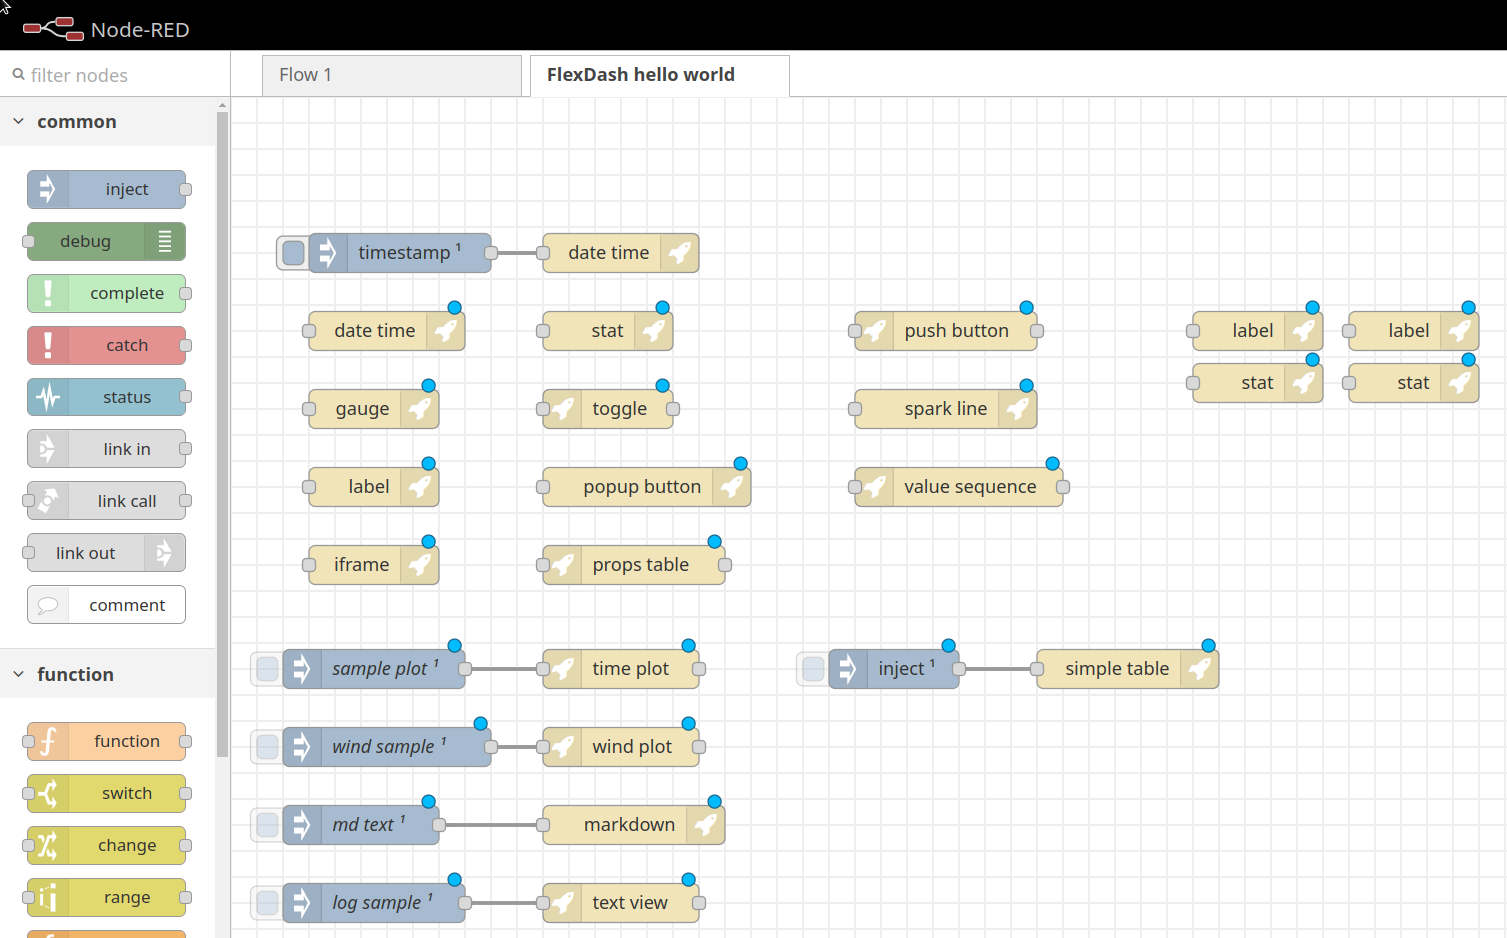 Node-RED
filter nodes
Flow 1
FlexDash hello world
common
inject
debug
complete
catch
status
link in
link call
link out
comment
function
function
switch
change
range
timestamp ¹
date time
date time
stat
push button
label
label
stat
stat
gauge
toggle
spark line
label
popup button
value sequence
iframe
props table
sample plot ¹
time plot
inject ¹
simple table
wind sample ¹
wind plot
md text ¹
markdown
log sample ¹
text view